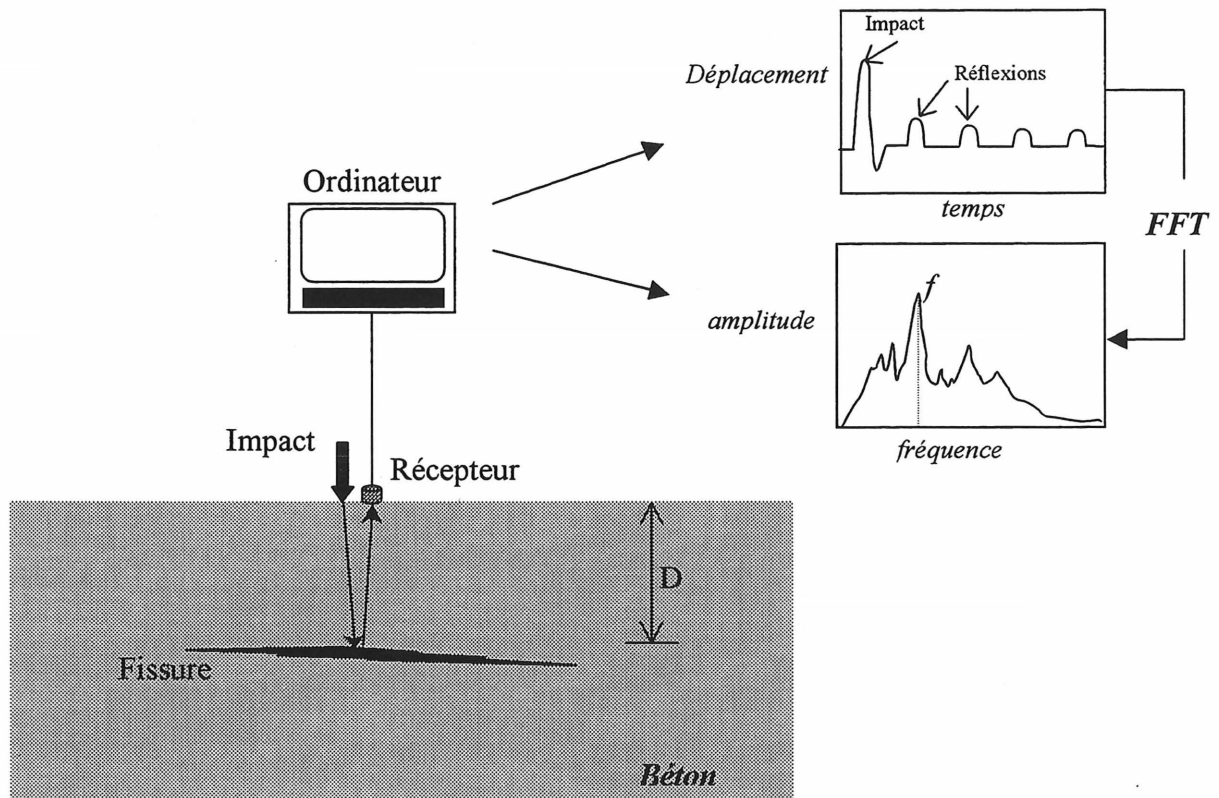 Impact
Déplacement
Réflexions
Ordinateur
temps
FFT
f
amplitude
fréquence
Impact
Récepteur
D
Fissure
Béton